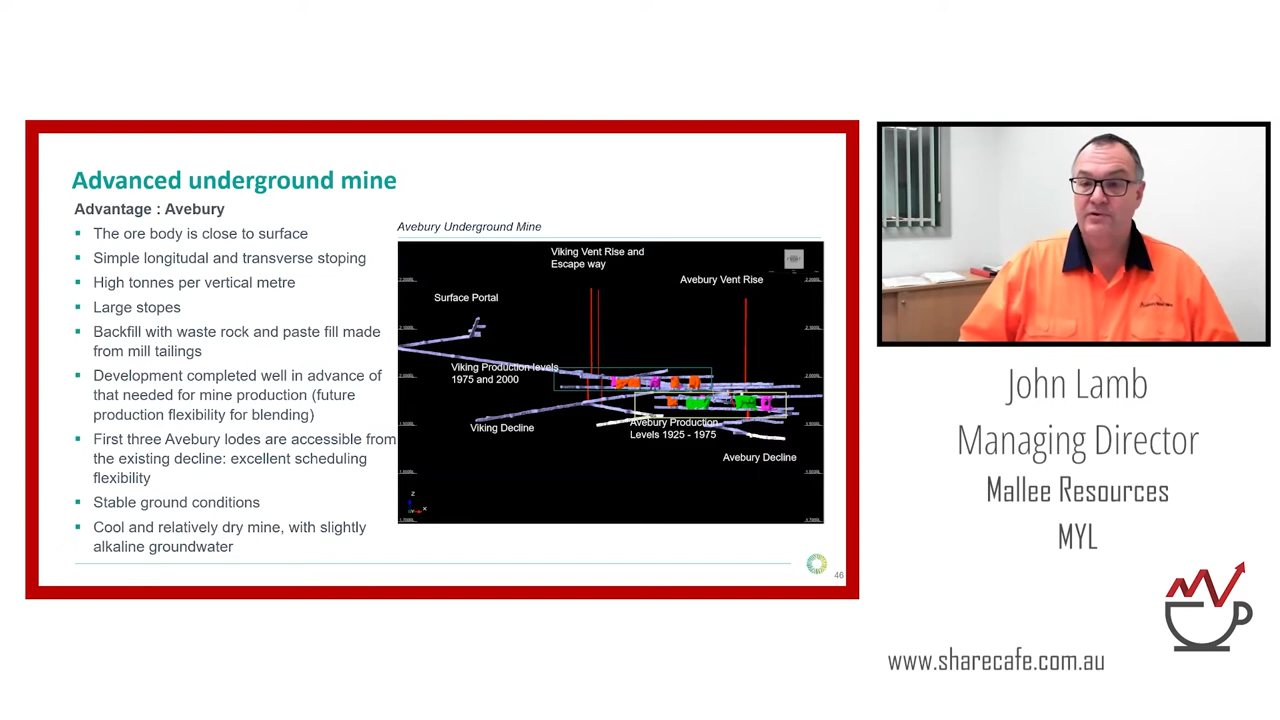 Advanced underground mine
Advantage : Avebury
The ore body is close to surface
Simple longitudal and transverse stoping
High tonnes per vertical metre
Large stopes
Backfill with waste rock and paste fill made
from mill tailings
Development completed well in advance of
that needed for mine production (future
production flexibility for blending)
First three Avebury lodes are accessible from
the existing decline: excellent scheduling
flexibility
Stable ground conditions
Cool and relatively dry mine, with slightly
alkaline groundwater
Avebury Underground Mine
Viking Vent Rise and
Escape way
Avebury Vent Rise
Surface Portal
Viking Production levels
1975 and 2000
Viking Decline
Avebury Production
Levels 1925 - 1975
Avebury Decline
Z
X
46
John Lamb
Managing Director
Mallee Resources
MYL
www.sharecafe.com.au